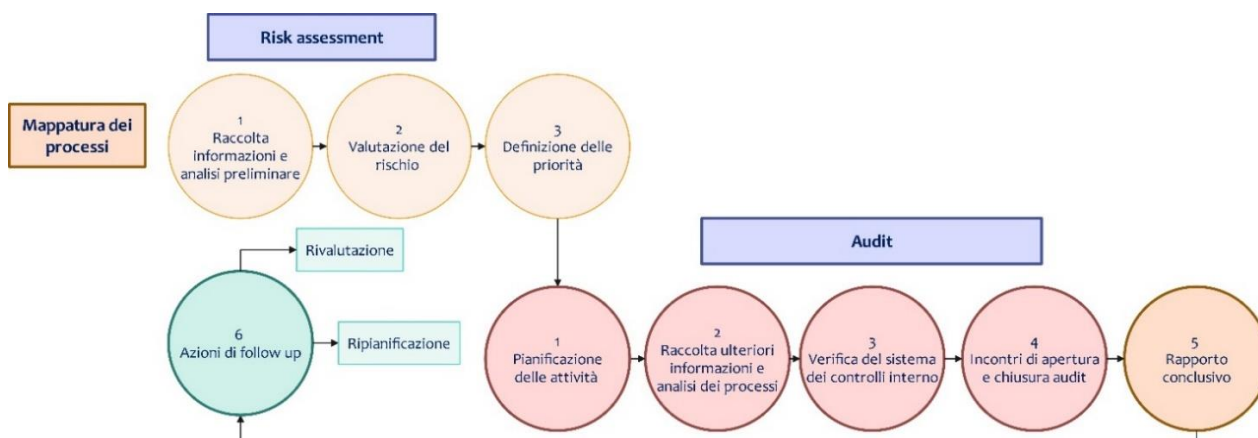 Risk assessment
Mappatura dei
processi
1
Raccolta
informazioni e
analisi preliminare
2
Valutazione del
rischio
3
Definizione delle
priorità
Rivalutazione
Audit
6
Azioni di follow up
Ripianificazione
1
Pianificazione
delle attività
2
Raccolta ulteriori
informazioni e
analisi dei processi
3
Verifica del sistema
dei controlli interno
4
Incontri di apertura
e chiusura audit
5
Rapporto
conclusivo